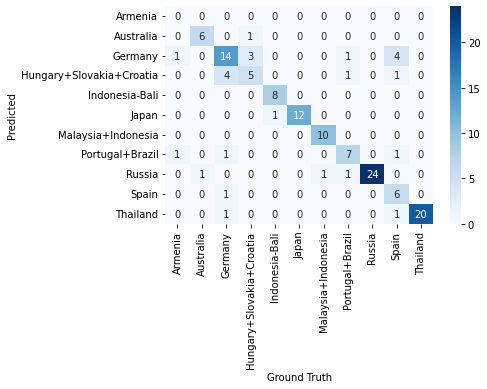 Armenia 0 0 0 0 0 0 0 0 0 0 0
Australia 0 6 0 1 0 0 0 0 0 0 0
Germany 1 0 14 3 0 0 0 1 0 4 0
Hungary+Slovakia+Croatia 0 0 4 5 0 0 0 1 0 1 0
Indonesia-Bali 0 0 0 0 8 0 0 0 0 0 0
Japan 0 0 0 0 1 12 0 0 0 0 0
Malaysia+Indonesia 0 0 0 0 0 0 10 0 0 0 0
Portugal+Brazil 1 0 1 0 0 0 0 7 0 1 0
Russia 0 1 0 0 0 0 1 1 24 0 0
Spain 0 0 1 0 0 0 0 0 0 6 0
Thailand 0 0 1 0 0 0 0 0 0 1 20
Predicted
Armenia
Australia
Germany
Hungary+Slovakia+Croatia
Indonesia-Bali
Japan
Malaysia+Indonesia
Portugal+Brazil
Russia
Spain
Thailand
Ground Truth
20
15
10
5
0